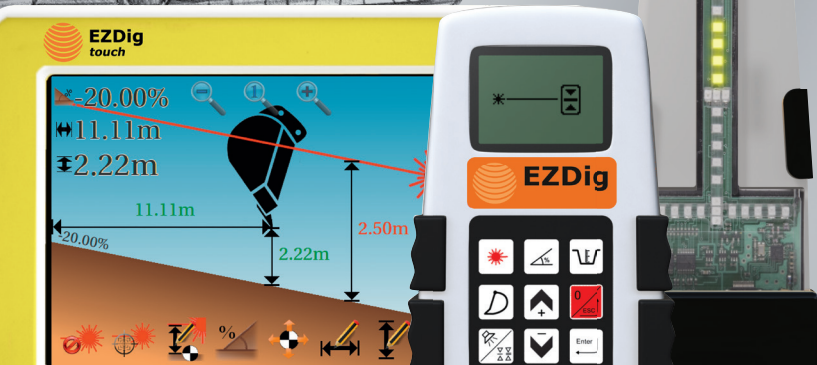 EZDig
touch
-20.00%
1
11.11m
2.22m
11.11m
-20.00%
2.22m
2.50m
%
EZDig
%
+
0
ESC
-
Enter